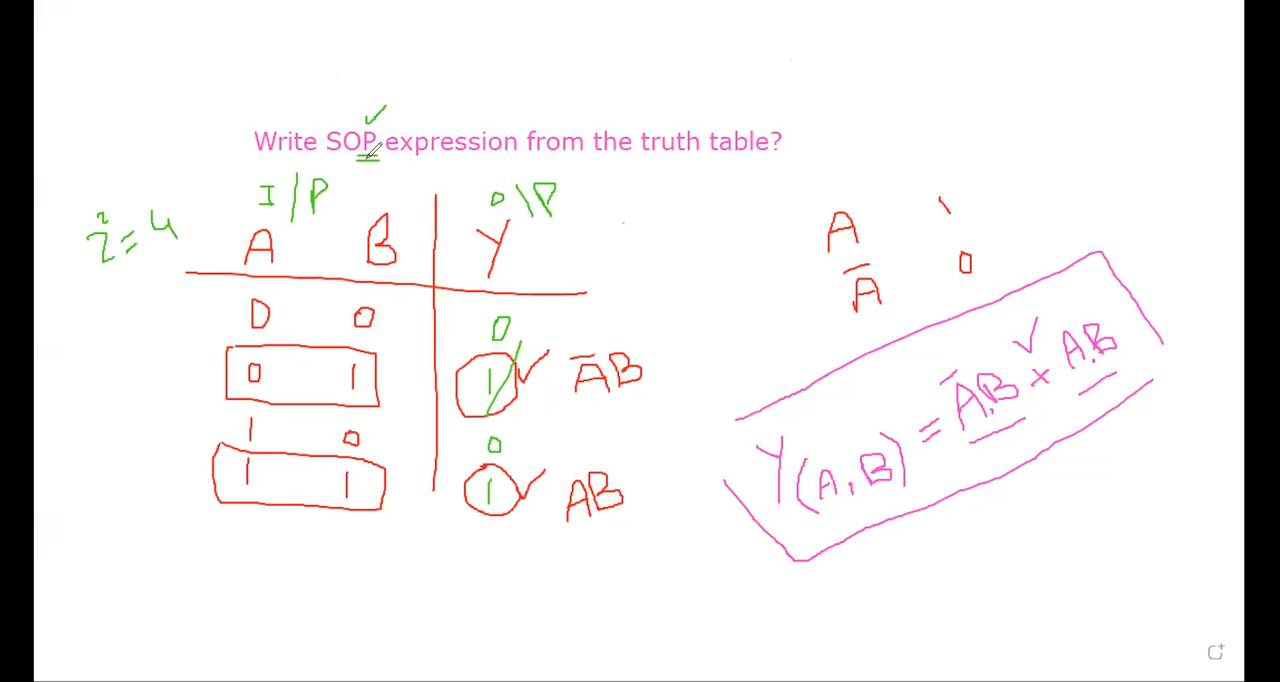 Write SOP expression from the truth table?
I/P O\P
2² = 4
A B Y
0 0 0
0 1 1 ✓ A̅B
1 0 0
1 1 1 ✓ AB
A 1
A̅ 0
Y(A,B) = A̅.B + A.B